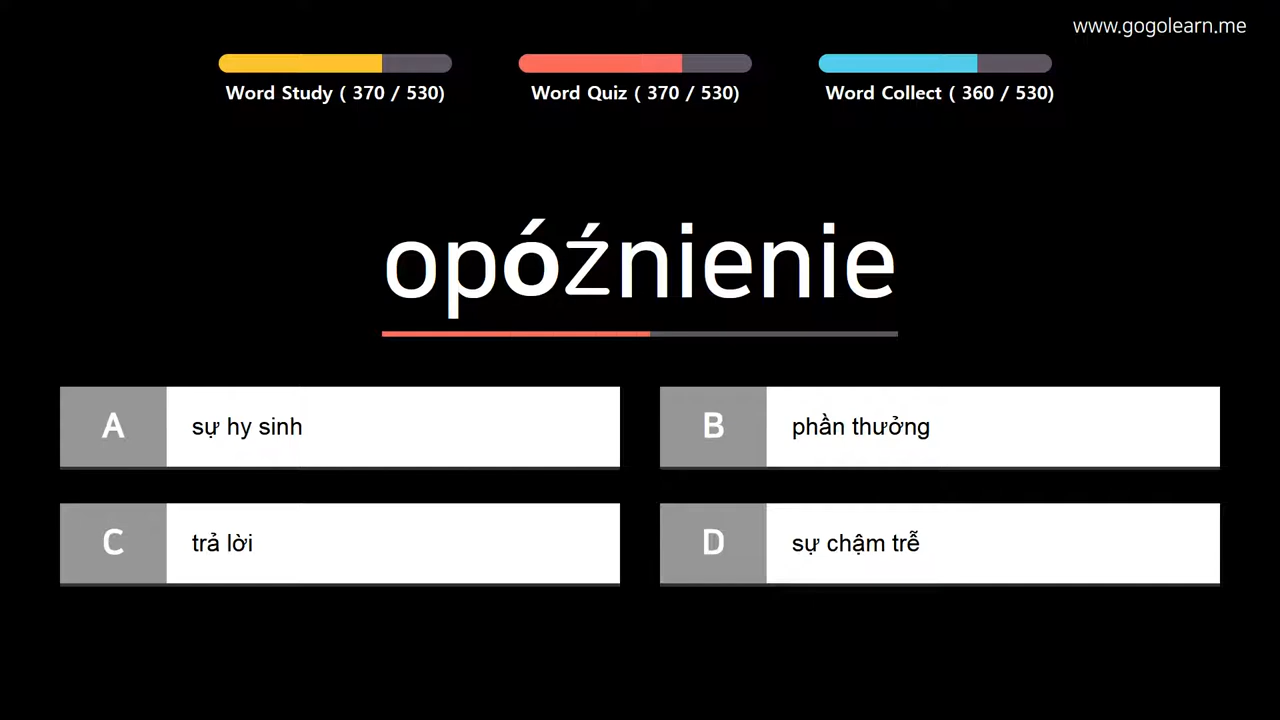 www.gogolearn.me
Word Study ( 370 / 530)
Word Quiz ( 370 / 530)
Word Collect ( 360 / 530)
opóźnienie
A
sự hy sinh
B
phần thưởng
C
trả lời
D
sự chậm trễ